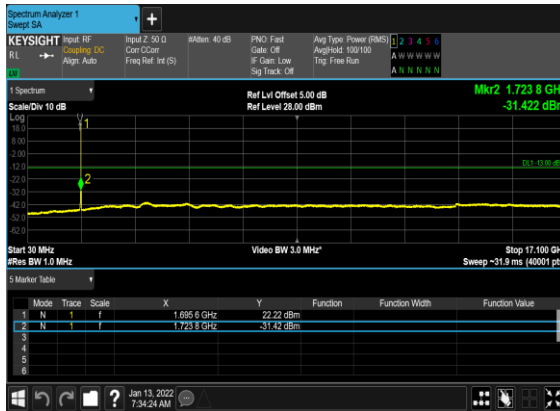 Spectrum Analyzer 1
Swept SA
+
KEYSIGHT Input: RF Input Z: 50 Ω #Atten: 40 dB PNO: Fast Avg Type: Power (RMS) 1 2 3 4 5 6
RL Coupling: DC Corr CCorr Gate: Off Avg|Hold: 100/100 A W W W W W
Align: Auto Freq Ref: Int (S) IF Gain: Low Trig: Free Run
Sig Track: Off A N N N N N
1 Spectrum
Scale/Div 10 dB
Ref Lvl Offset 5.00 dB
Ref Level 28.00 dBm
Mkr2 1.723 8 GH
-31.422 dBm
Log
18.0
8.00
-2.00
-12.0
-22.0
-32.0
-42.0
-52.0
-62.0
1
2
DL1 -13.00 dB
Start 30 MHz Video BW 3.0 MHz* Stop 17.100 GH
#Res BW 1.0 MHz Sweep ~31.9 ms (40001 pt
5 Marker Table
Mode Trace Scale X Y Function Function Width Function Value
1 N 1 f 1.695 6 GHz 22.22 dBm
2 N 1 f 1.723 8 GHz -31.42 dBm
3
4
5
6
?
Jan 13, 2022
7:34:24 AM